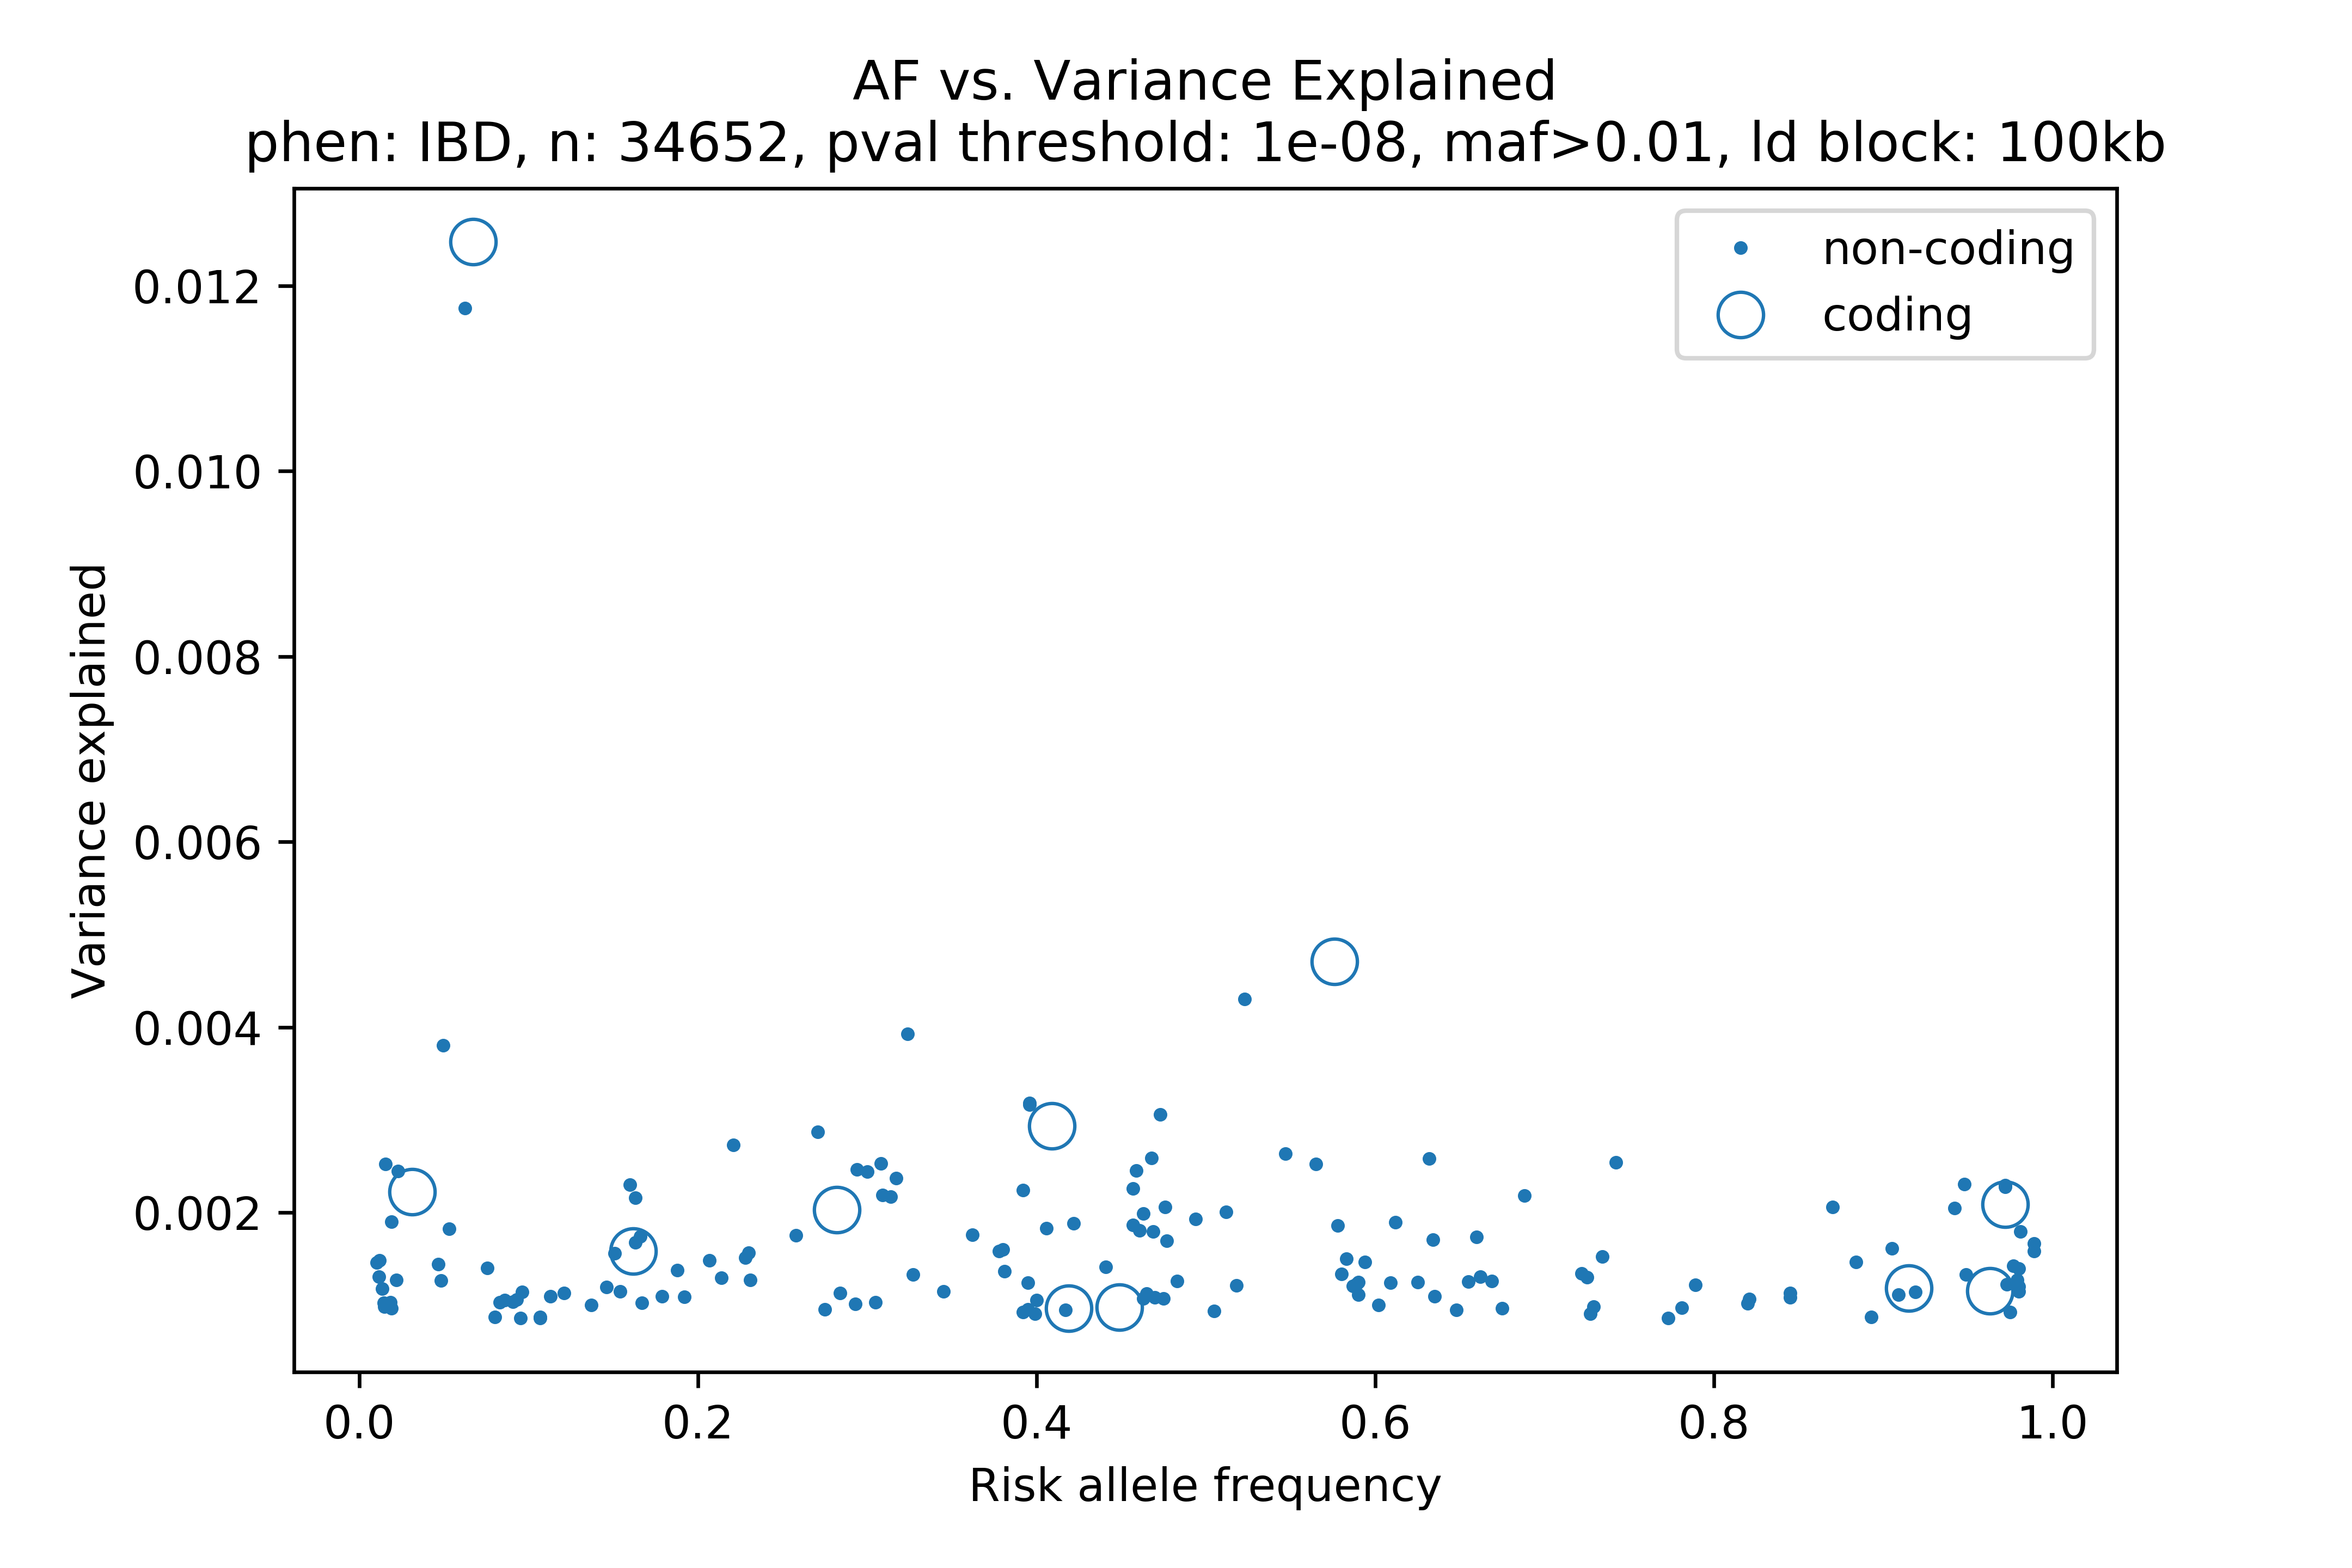 AF vs. Variance Explained
phen: IBD, n: 34652, pval threshold: 1e-08, maf>0.01, ld block: 100kb
non-coding
coding
0.012
0.010
0.008
0.006
0.004
0.002
Variance explained
0.0 0.2 0.4 0.6 0.8 1.0
Risk allele frequency